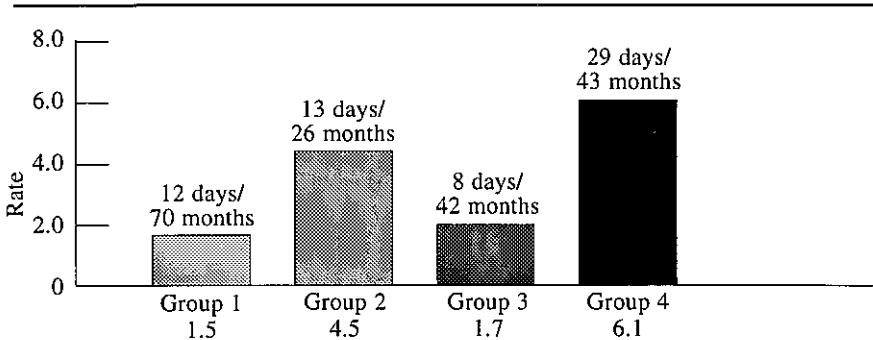 8.0
29 days/
43 months
6.0
13 days/
26 months
4.0
Rate
12 days/
70 months
8 days/
42 months
2.0
0
Group 1
1.5
Group 2
4.5
Group 3
1.7
Group 4
6.1